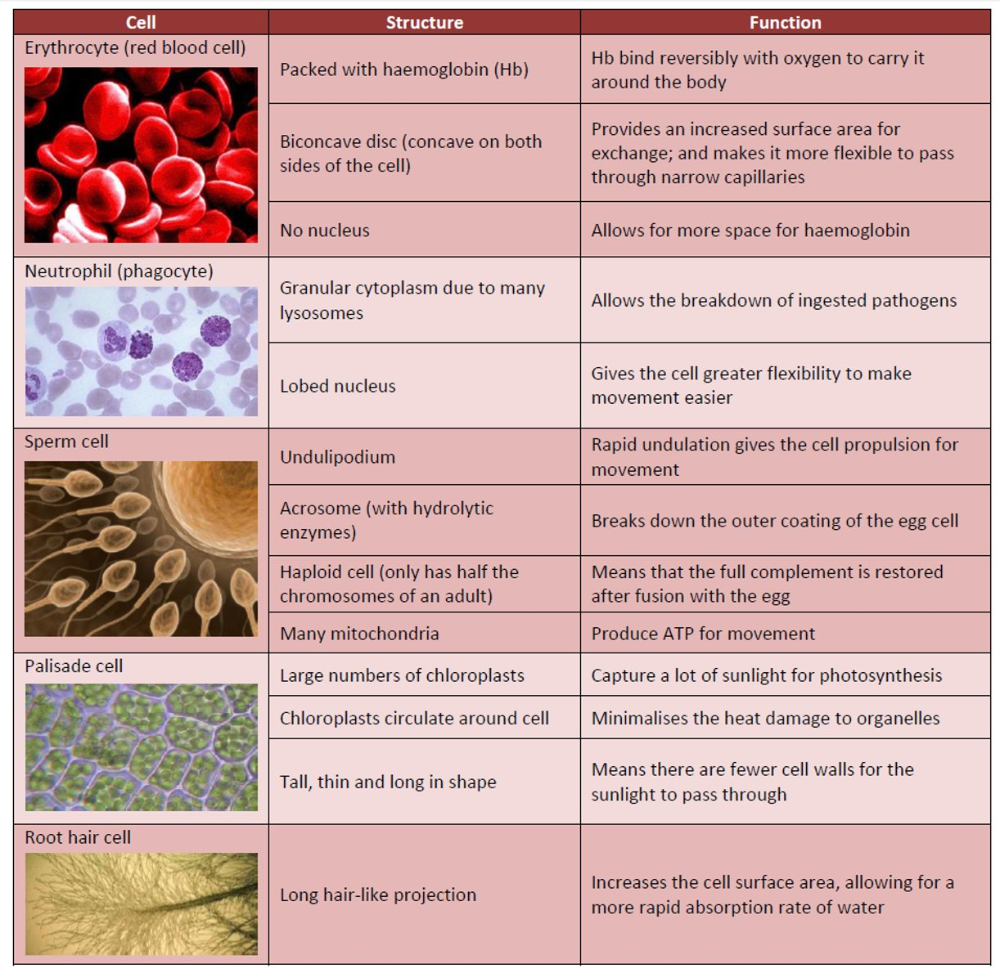 Cell
Structure
Function
Erythrocyte (red blood cell)
Packed with haemoglobin (Hb)
Hb bind reversibly with oxygen to carry it
around the body
Biconcave disc (concave on both
sides of the cell)
Provides an increased surface area for
exchange; and makes it more flexible to pass
through narrow capillaries
No nucleus
Allows for more space for haemoglobin
Neutrophil (phagocyte)
Granular cytoplasm due to many
lysosomes
Allows the breakdown of ingested pathogens
Lobed nucleus
Gives the cell greater flexibility to make
movement easier
Sperm cell
Undulipodium
Rapid undulation gives the cell propulsion for
movement
Acrosome (with hydrolytic
enzymes)
Breaks down the outer coating of the egg cell
Haploid cell (only has half the
chromosomes of an adult)
Means that the full complement is restored
after fusion with the egg
Many mitochondria
Produce ATP for movement
Palisade cell
Large numbers of chloroplasts
Capture a lot of sunlight for photosynthesis
Chloroplasts circulate around cell
Minimalises the heat damage to organelles
Tall, thin and long in shape
Means there are fewer cell walls for the
sunlight to pass through
Root hair cell
Long hair-like projection
Increases the cell surface area, allowing for a
more rapid absorption rate of water